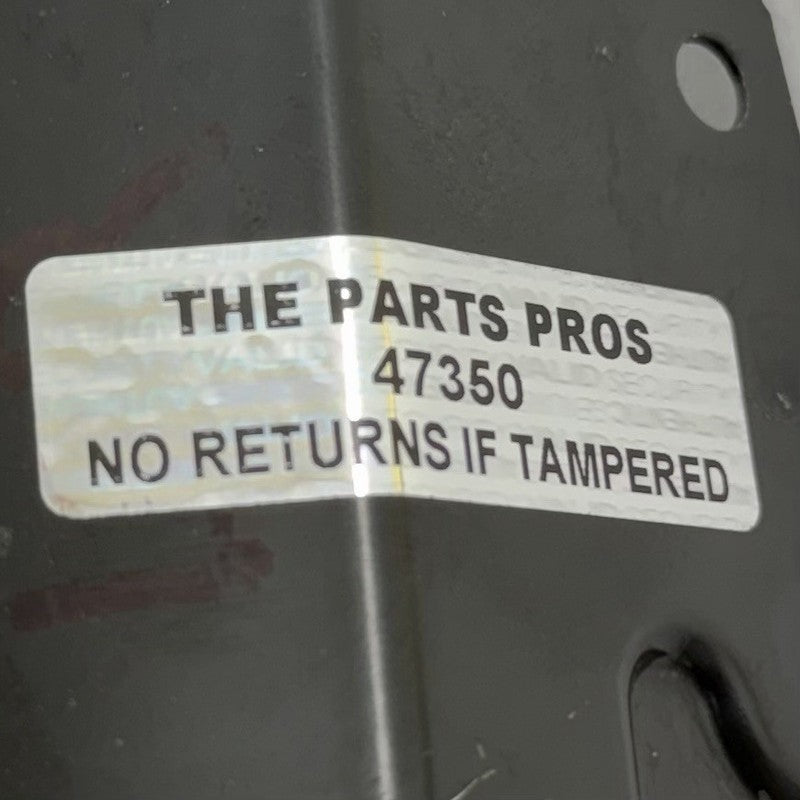 THE PARTS PROS
47350
NO RETURNS IF TAMPERED